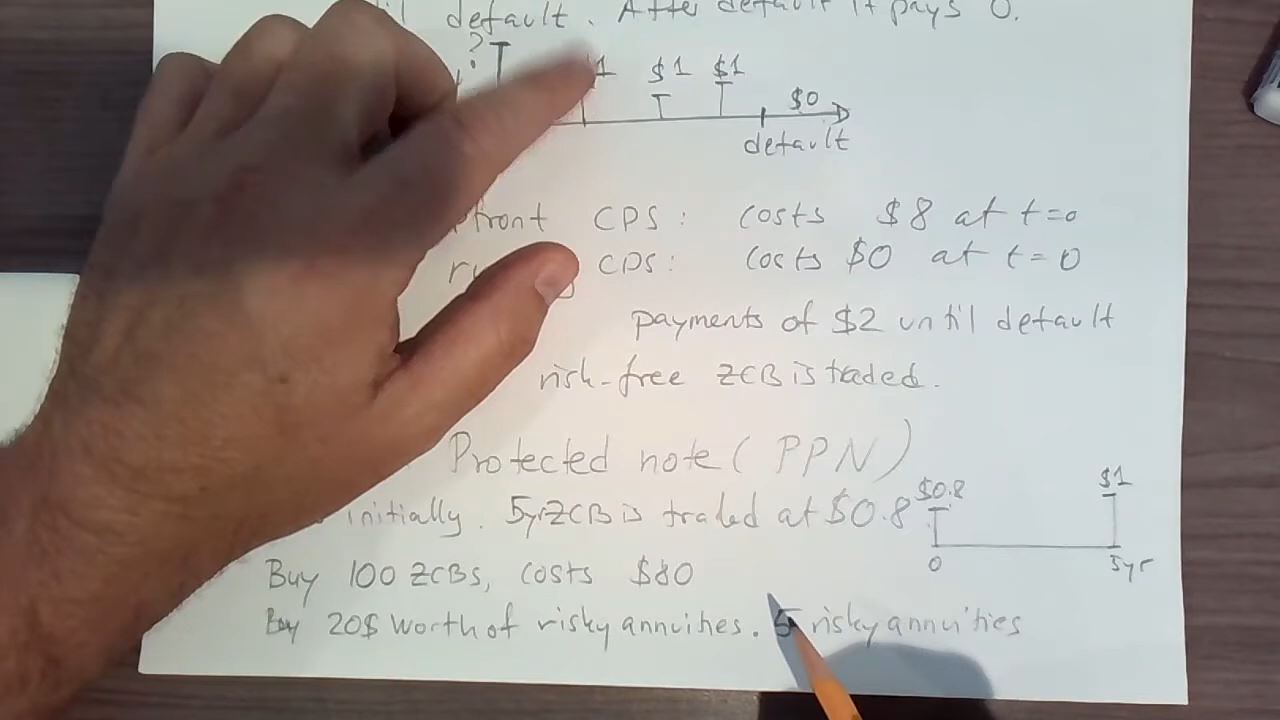 default. After default it pays 0.
?
$1 $1 $1 $0
default
front CDS: costs $8 at t=0
CDS: costs $0 at t=0
payments of $2 until default
risk-free ZCB is traded.
Protected note (PPN)
initially. 5yr ZCB is traded at $0.8
$0.8 $1
0 5yr
Buy 100 ZCBs, costs $80
Buy 20$ worth of risky annuities. 5 risky annuities